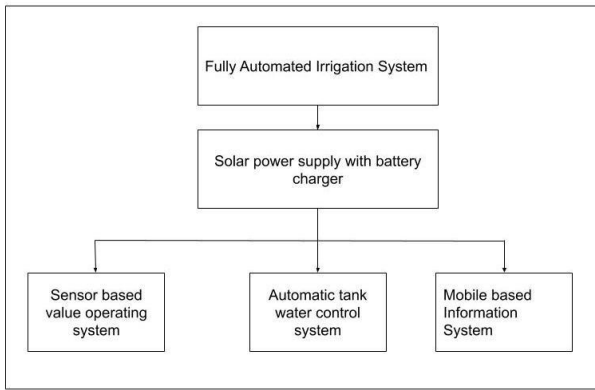 Fully Automated Irrigation System
Solar power supply with battery
charger
Sensor based
value operating
system
Automatic tank
water control
system
Mobile based
Information
System